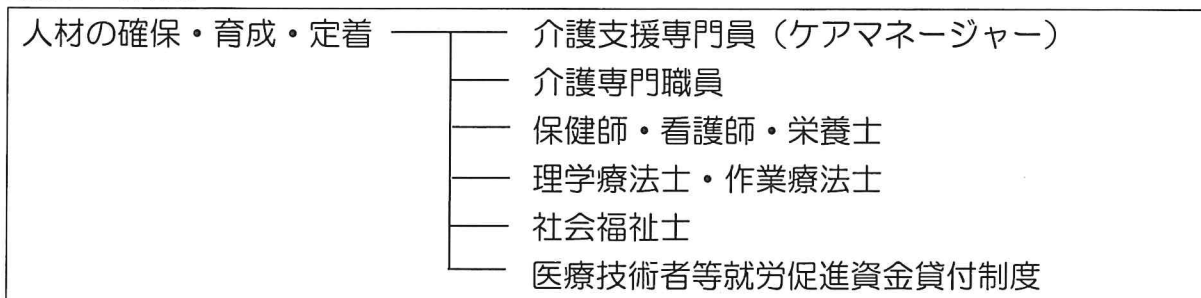 人材の確保・育成・定着
介護支援専門員（ケアマネージャー）
介護専門職員
保健師・看護師・栄養士
理学療法士・作業療法士
社会福祉士
医療技術者等就労促進資金貸付制度